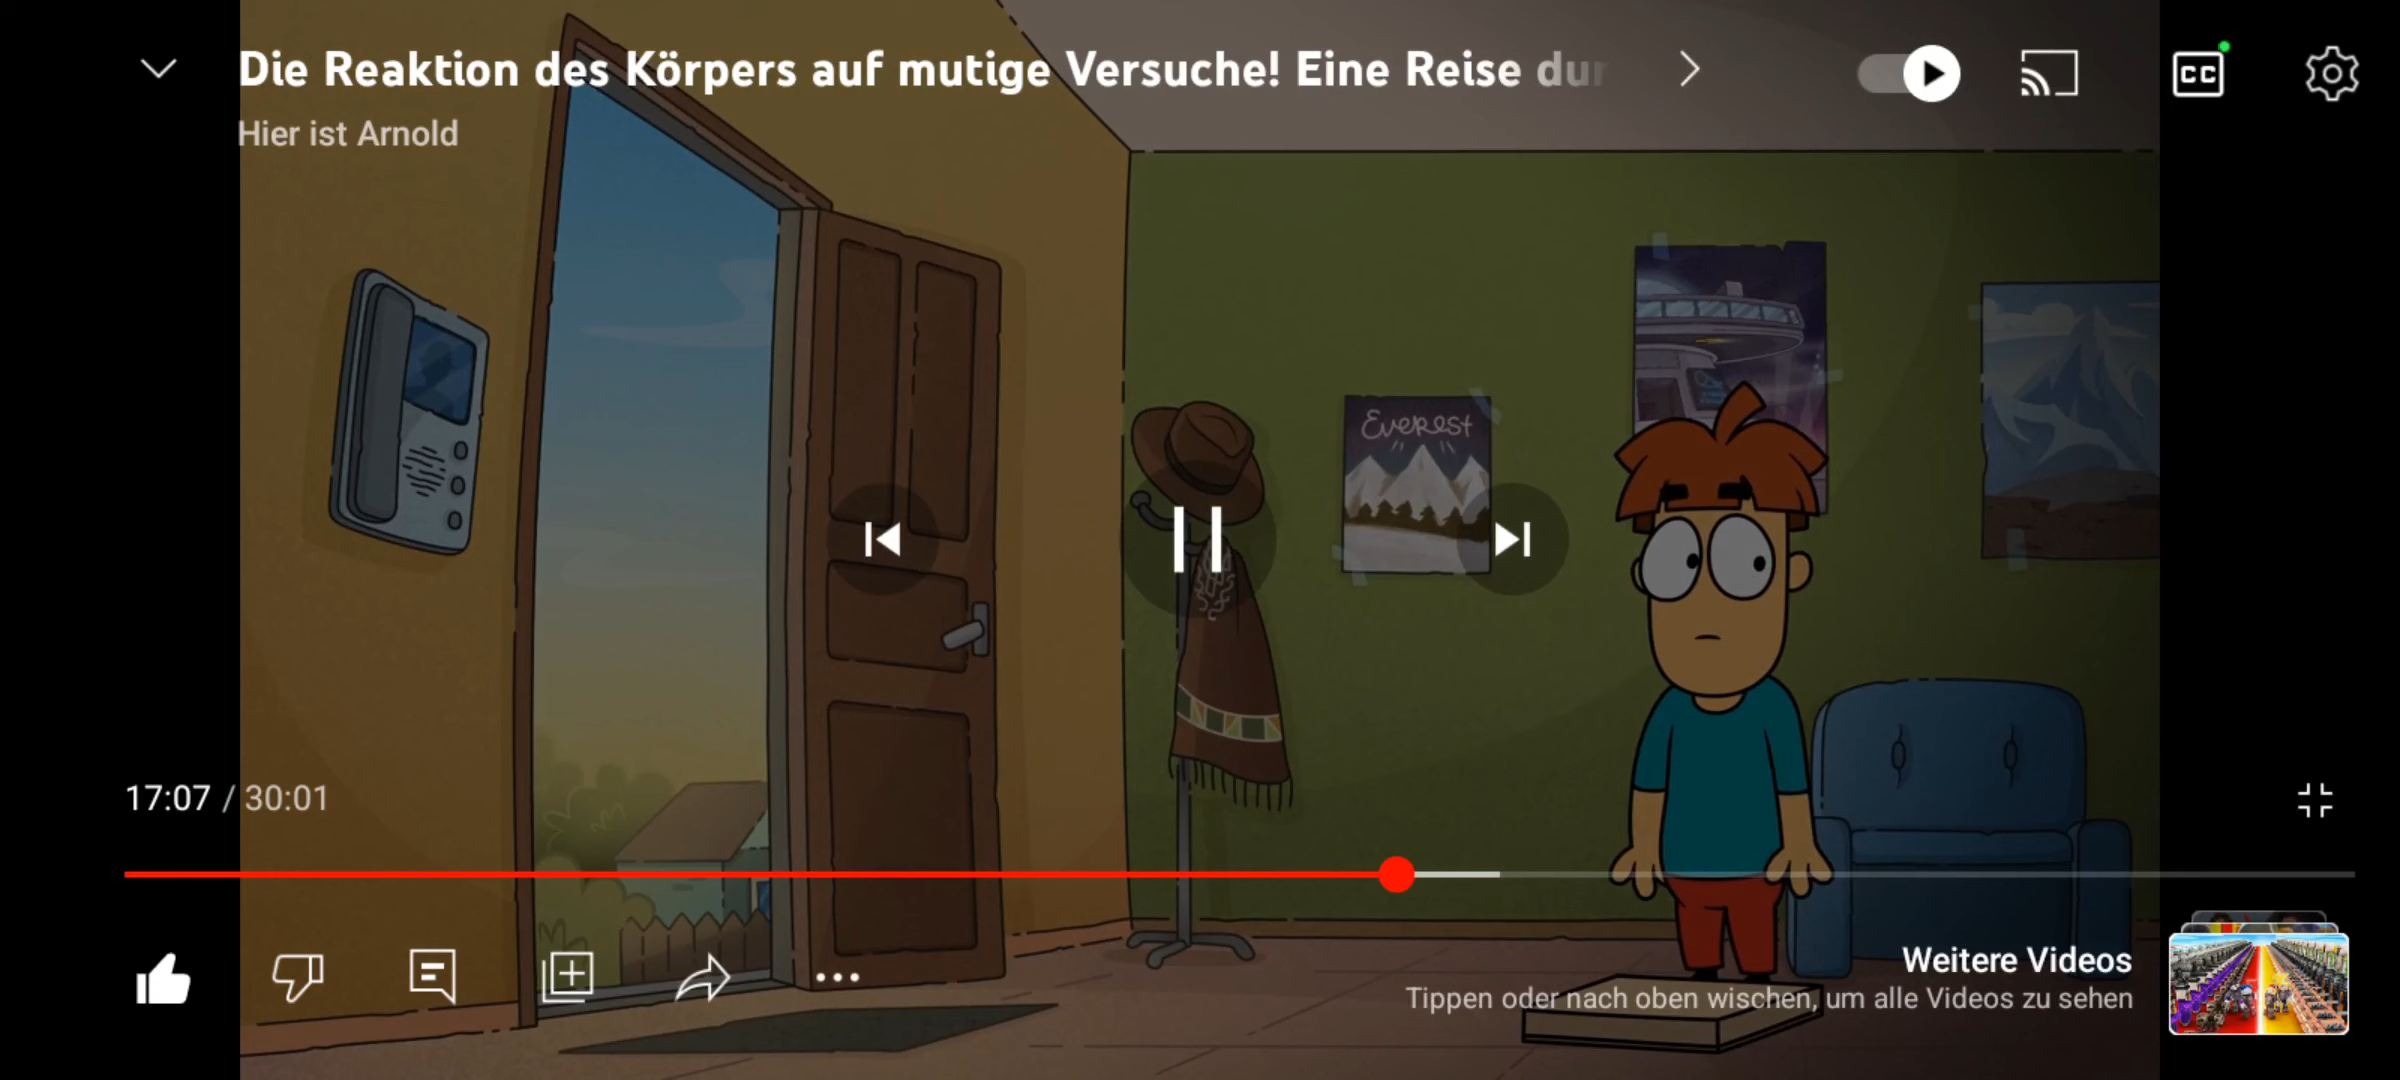 Die Reaktion des Körpers auf mutige Versuche! Eine Reise
Hier ist Arnold
CC
Everest
17:07 / 30:01
Weitere Videos
Tippen oder nach oben wischen, um alle Videos zu sehen